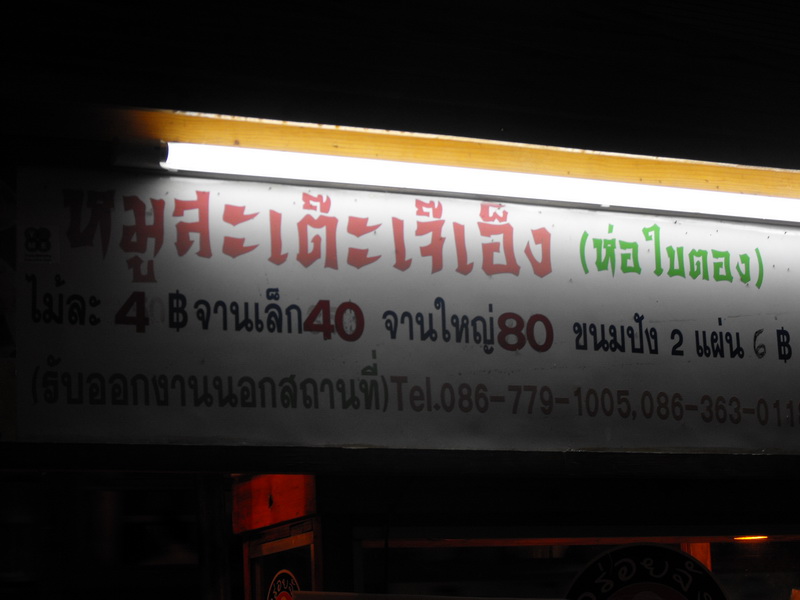 หมูสะเต๊ะเจ๊เอ็ง (ห่อใบตอง)
ไม้ละ 4 ฿ จานเล็ก 40 จานใหญ่ 80 ขนมปัง 2 แผ่น 6 ฿
(รับออกงานนอกสถานที่) Tel.086-779-1005, 086-363-011